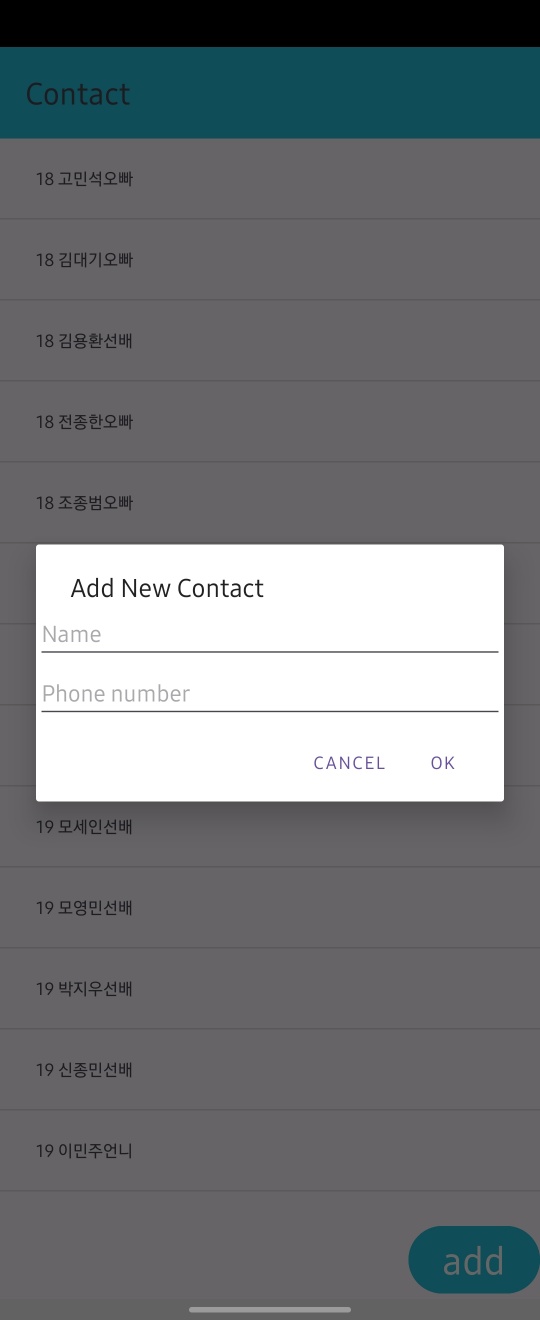 Contact
18 고민석오빠
18 김대기오빠
18 김용환선배
18 전종한오빠
18 조종범오빠
Add New Contact
Name
Phone number
CANCEL OK
19 모세인선배
19 모영민선배
19 박지우선배
19 신종민선배
19 이민주언니
add